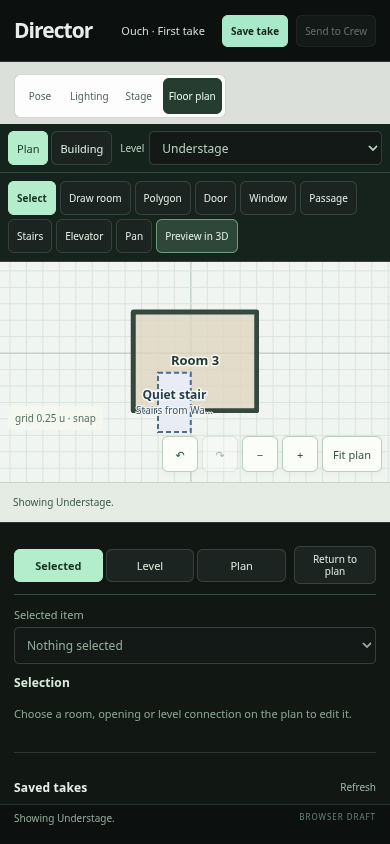 Director
Ouch · First take
Save take
Send to Crew
Pose
Lighting
Stage
Floor plan
Plan
Building
Level
Understage
Select
Draw room
Polygon
Door
Window
Passage
Stairs
Elevator
Pan
Preview in 3D
Room 3
Quiet stair
Stairs from Wa...
grid 0.25 u · snap
↶
↷
−
+
Fit plan
Showing Understage.
Selected
Level
Plan
Return to
plan
Selected item
Nothing selected
Selection
Choose a room, opening or level connection on the plan to edit it.
Saved takes
Refresh
Showing Understage.
BROWSER DRAFT